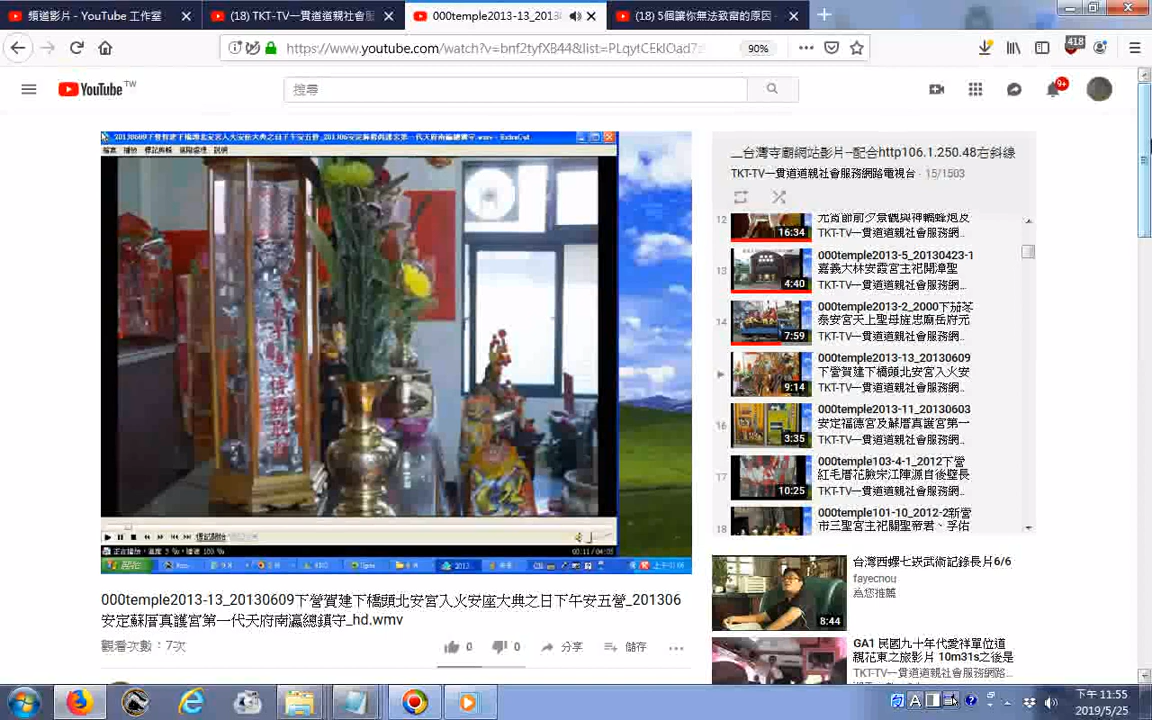 頻道影片 - YouTube 工作室
(18) TKT-TV一貫道道親社會
000temple2013-13_2013
(18) 5個讓你無法致富的原因
https://www.youtube.com/watch?v=bnf2tyfXB44&list=PLqytCEkIOad7
90%
418
YouTube TW
搜尋
9+
檔案 播放
說明
二台灣寺廟網站影片--配合http106.1.250.48右斜線
TKT-TV一貫道道親社會服務網路電視台 - 15/1503
12
16:34
元宵節前夕景觀與神轎蜂炮反
TKT-TV一貫道道親社會服務網..
13
4:40
000temple2013-5_20130423-1
嘉義大林安霞宮主祀開漳聖
TKT-TV一貫道道親社會服務網..
14
7:59
000temple2013-2_2000下茄苳
泰安宮天上聖母旌忠廟岳府元
TKT-TV一貫道道親社會服務網..
9:14
000temple2013-13_20130609
下營賀建下橋頭北安宮入火安
TKT-TV一貫道道親社會服務網..
16
3:35
000temple2013-11_20130603
安定福德宮及蘇厝真護宮第一
TKT-TV一貫道道親社會服務網..
17
10:25
000temple103-4-1_2012下營
紅毛厝花臉宋江陣源自後壁長
TKT-TV一貫道道親社會服務網..
18
000temple101-10_2012-2新營
市三聖宮主祀關聖帝君、孚佑
000temple2013-13_20130609下營賀建下橋頭北安宮入火安座大典之日下午安五營_201306
安定蘇厝真護宮第一代天府南瀛總鎮守_hd.wmv
觀看次數：7次
0
0
分享
儲存
8:44
台灣西螺七崁武術記錄長片6/6
fayecnou
為您推薦
GA1 民國九十年代愛祥單位道
親花東之旅影片 10m31s之後是
TKT-TV一貫道道親社會服務網路...
下午 11:55
2019/5/25